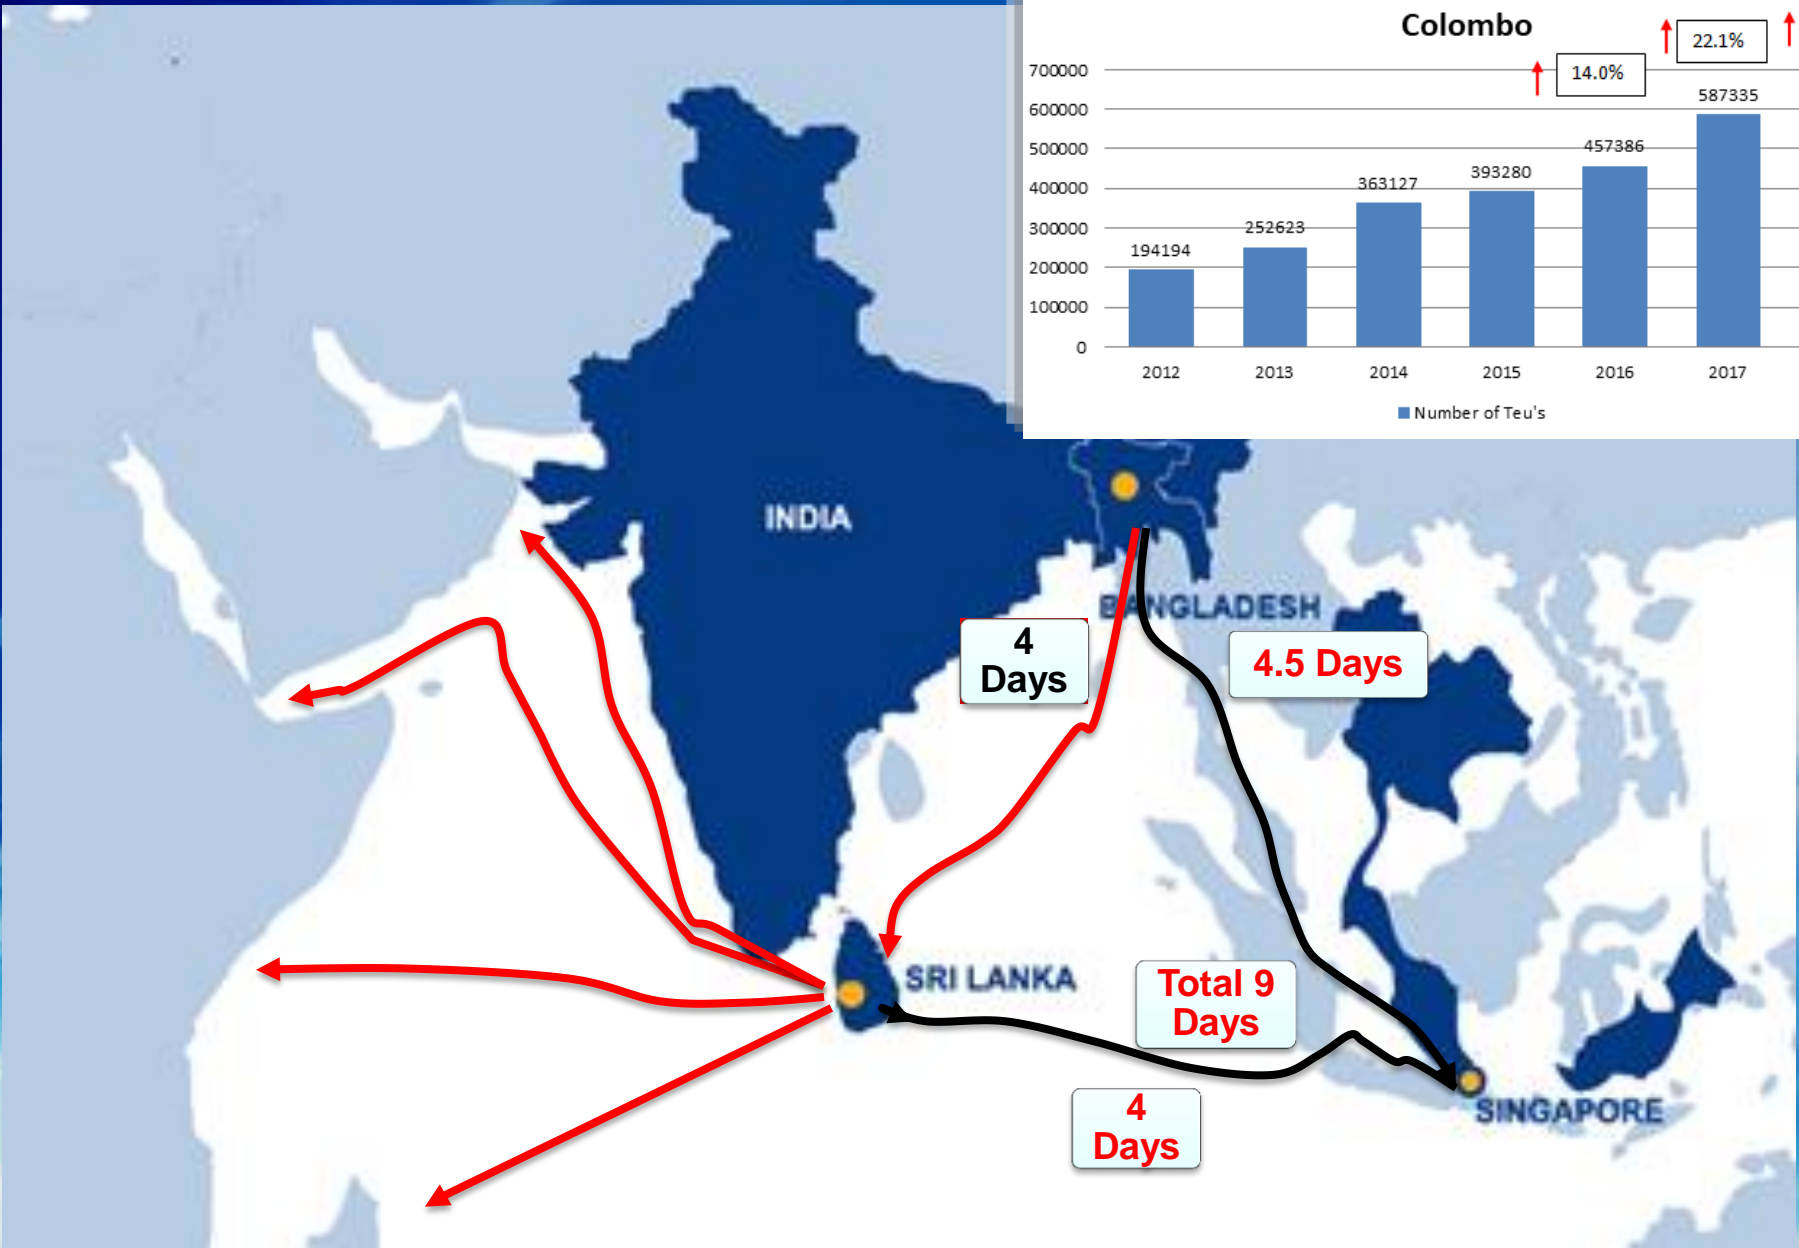 Colombo
22.1%
14.0%
700000
600000
500000
400000
300000
200000
100000
0
194194
252623
363127
393280
457386
587335
2012
2013
2014
2015
2016
2017
Number of Teu's
INDIA
BANGLADESH
4
Days
4.5 Days
SRI LANKA
Total 9
Days
4
Days
SINGAPORE